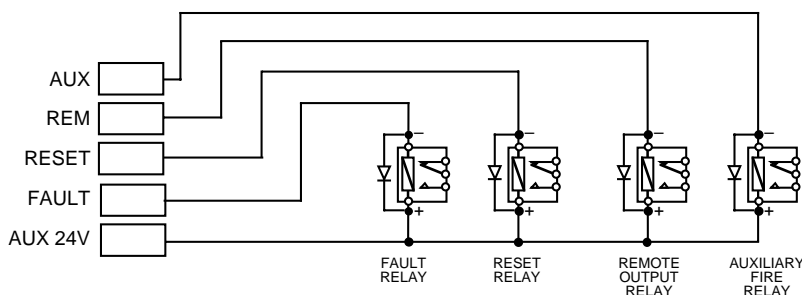 AUX
REM
RESET
FAULT
AUX 24V
− − − −
+ + + +
FAULT
RELAY
RESET
RELAY
REMOTE
OUTPUT
RELAY
AUXILIARY
FIRE
RELAY